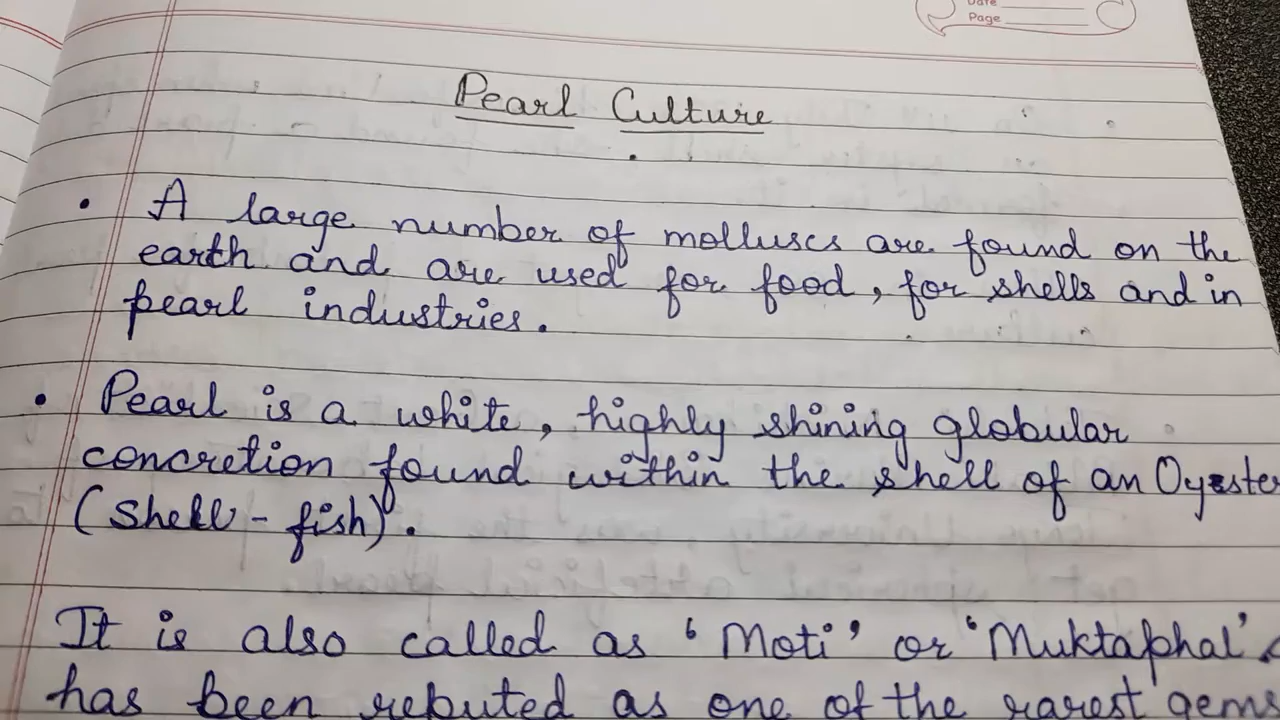 Date
Page
Pearl Culture
• A large number of molluscs are found on the
earth and are used for food, for shells and in
pearl industries.
• Pearl is a white, highly shining globular
concretion found within the shell of an Oyester
(Shell - fish).
It is also called as 'Moti' or 'Muktaphal'
has been rebuted as one of the rarest gems